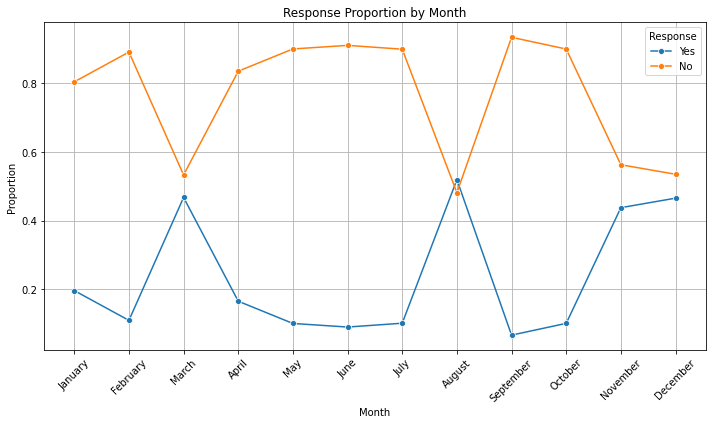 Response Proportion by Month
Response
Yes
No
Proportion
0.8
0.6
0.4
0.2
January
February
March
April
May
June
July
August
September
October
November
December
Month